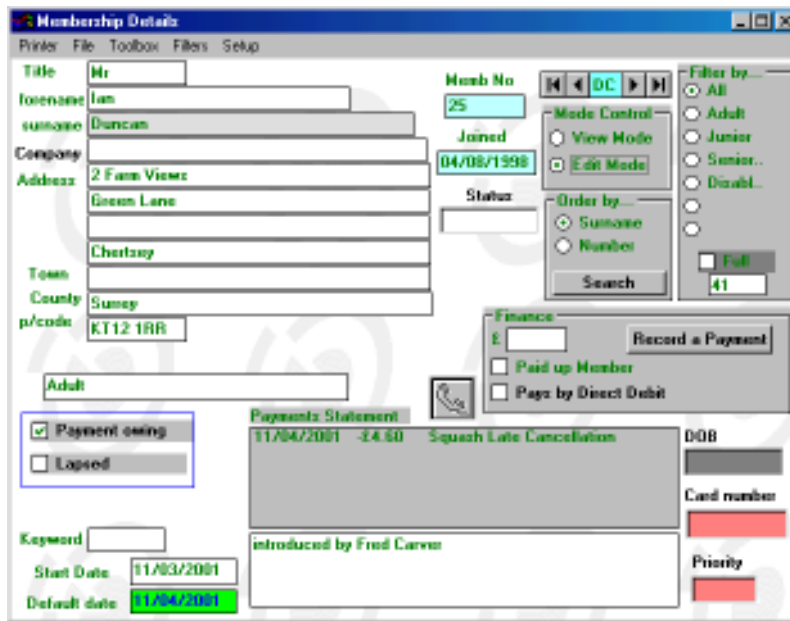 Membership Details
Printer File Toolbox Filters Setup
Title Mr
forename Ian
surname Duncan
Company
Address 2 Farm Views
Green Lane
Chertsey
Town
County Surrey
p/code KT12 1RR
Memb No
25
Joined
04/08/1998
Status
DC
Mode Control
View Mode
Edit Mode
Order by...
Surname
Number
Search
Filter by...
All
Adult
Junior
Senior..
Disabl..
Full
41
Finance
£
Record a Payment
Paid up Member
Pays by Direct Debit
Adult
Payment owing
Lapsed
Payments Statement
11/04/2001 -£4.60 Squash Late Cancellation
DOB
Card number
Priority
Keyword
introduced by Fred Carver
Start Date 11/03/2001
Default date 11/04/2001